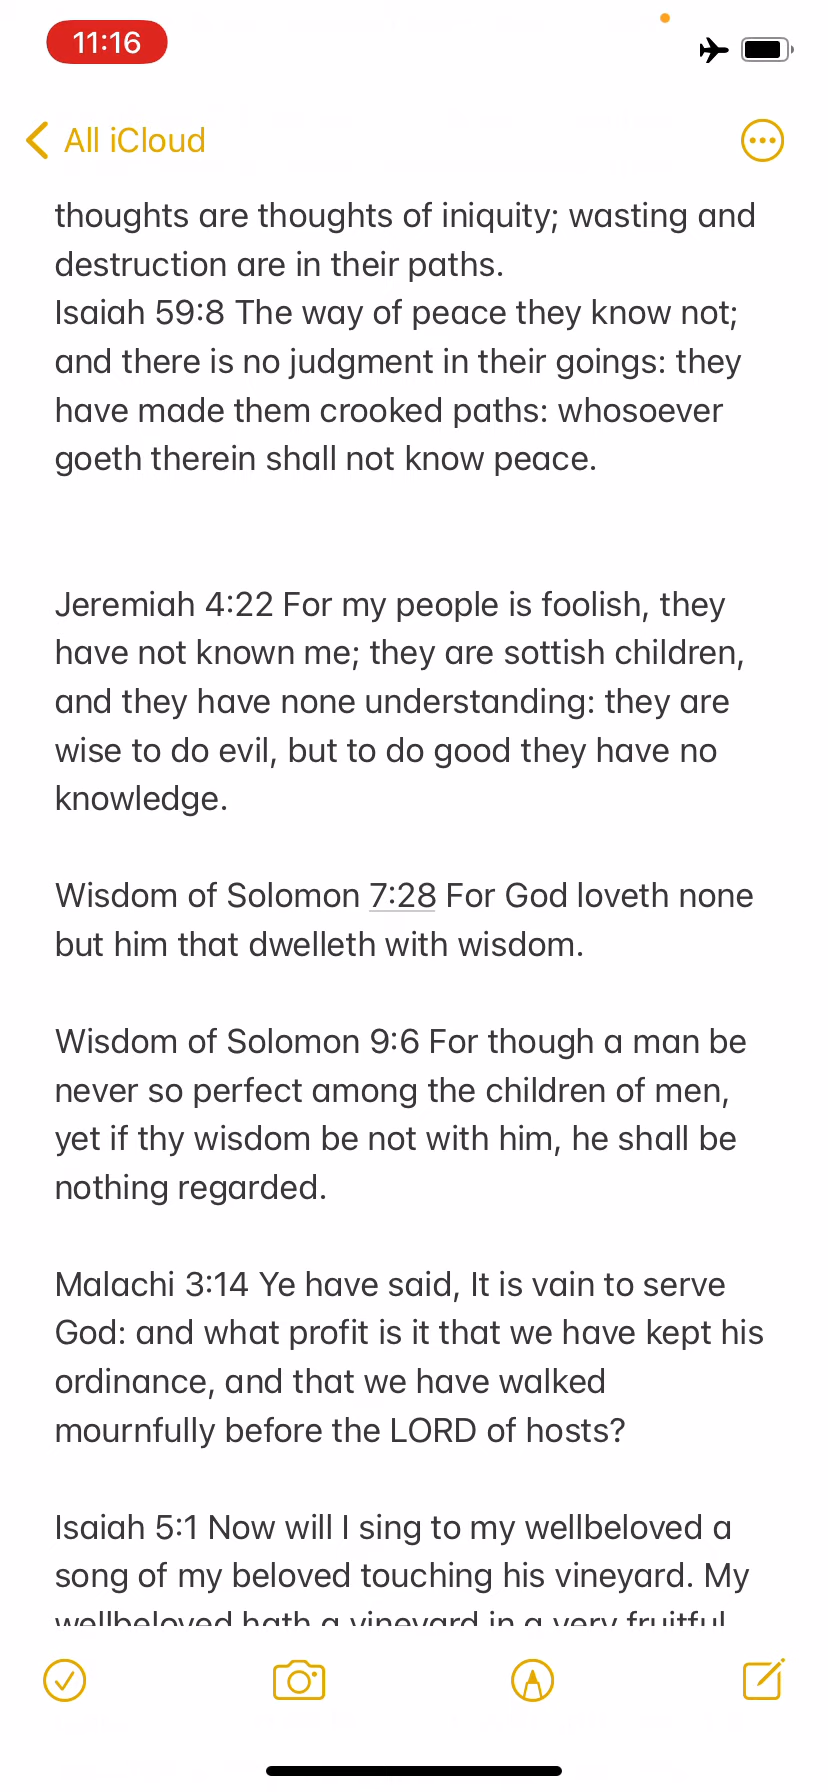 11:16
All iCloud
thoughts are thoughts of iniquity; wasting and
destruction are in their paths.
Isaiah 59:8 The way of peace they know not;
and there is no judgment in their goings: they
have made them crooked paths: whosoever
goeth therein shall not know peace.
Jeremiah 4:22 For my people is foolish, they
have not known me; they are sottish children,
and they have none understanding: they are
wise to do evil, but to do good they have no
knowledge.
Wisdom of Solomon 7:28 For God loveth none
but him that dwelleth with wisdom.
Wisdom of Solomon 9:6 For though a man be
never so perfect among the children of men,
yet if thy wisdom be not with him, he shall be
nothing regarded.
Malachi 3:14 Ye have said, It is vain to serve
God: and what profit is it that we have kept his
ordinance, and that we have walked
mournfully before the LORD of hosts?
Isaiah 5:1 Now will I sing to my wellbeloved a
song of my beloved touching his vineyard. My
wellbeloved hath a vineyard in a very fruitful